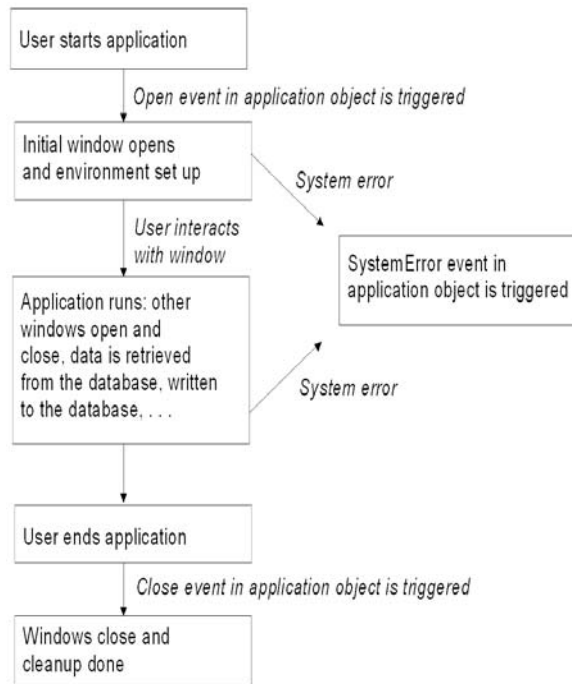 User starts application
Open event in application object is triggered
Initial window opens
and environment set up
System error
User interacts
with window
SystemError event in
application object is triggered
Application runs: other
windows open and
close, data is retrieved
from the database, written
to the database, . . .
System error
User ends application
Close event in application object is triggered
Windows close and
cleanup done